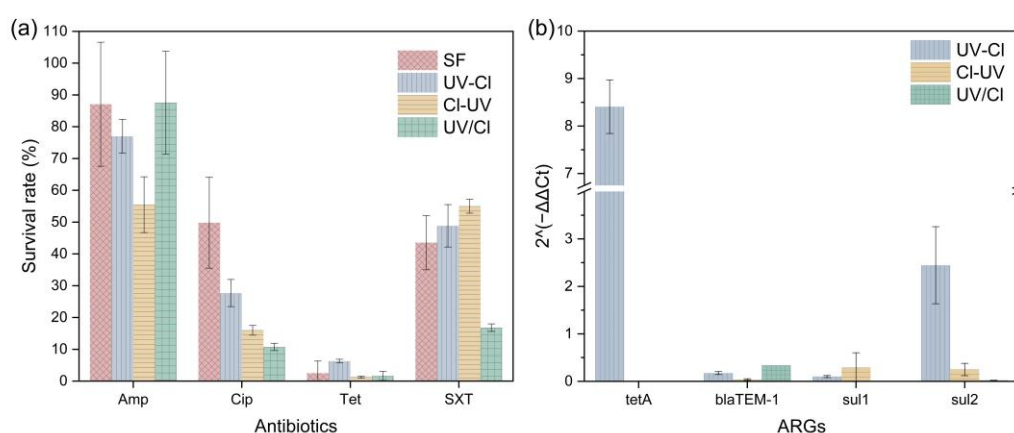 (a)
110
100
90
80
70
60
50
40
30
20
10
0
Survival rate (%)
SF
UV-Cl
Cl-UV
UV/Cl
Amp Cip Tet SXT
Antibiotics
(b)
10
9
8
7
3
2
1
0
2^(−ΔΔCt)
UV-Cl
Cl-UV
UV/Cl
tetA blaTEM-1 sul1 sul2
ARGs